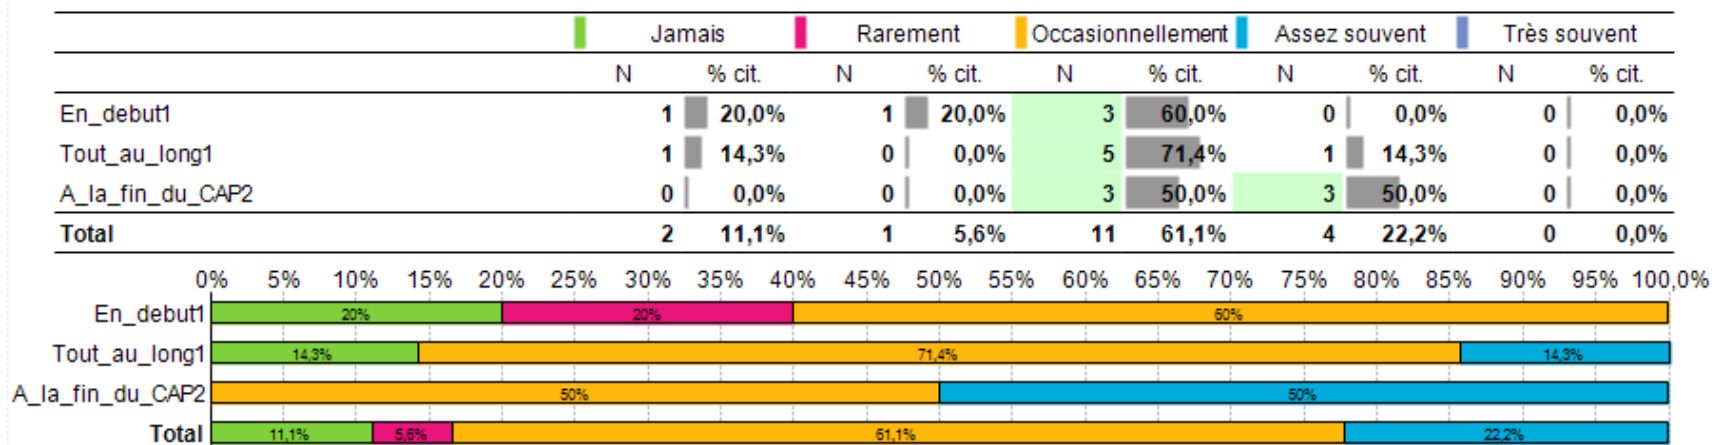 Jamais Rarement Occasionnellement Assez souvent Très souvent
N % cit. N % cit. N % cit. N % cit. N % cit.
En_debut1 1 20,0% 1 20,0% 3 60,0% 0 0,0% 0 0,0%
Tout_au_long1 1 14,3% 0 0,0% 5 71,4% 1 14,3% 0 0,0%
A_la_fin_du_CAP2 0 0,0% 0 0,0% 3 50,0% 3 50,0% 0 0,0%
Total 2 11,1% 1 5,6% 11 61,1% 4 22,2% 0 0,0%
0% 5% 10% 15% 20% 25% 30% 35% 40% 45% 50% 55% 60% 65% 70% 75% 80% 85% 90% 95% 100,0%
En_debut1 20% 20% 60%
Tout_au_long1 14,3% 71,4% 14,3%
A_la_fin_du_CAP2 50% 50%
Total 11,1% 5,6% 61,1% 22,2%